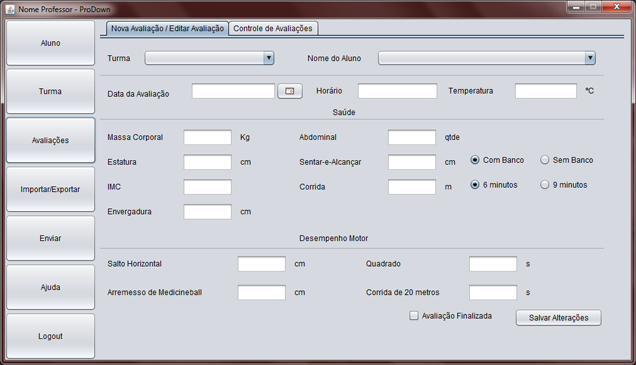 Nome Professor - ProDown
Aluno
Turma
Avaliações
Importar/Exportar
Enviar
Ajuda
Logout
Nova Avaliação / Editar Avaliação
Controle de Avaliações
Turma
Nome do Aluno
Data da Avaliação
Horário
Temperatura
ºC
Saúde
Massa Corporal
Kg
Abdominal
qtde
Estatura
cm
Sentar-e-Alcançar
cm
Com Banco
Sem Banco
IMC
Corrida
m
6 minutos
9 minutos
Envergadura
cm
Desempenho Motor
Salto Horizontal
cm
Quadrado
s
Arremesso de Medicineball
cm
Corrida de 20 metros
s
Avaliação Finalizada
Salvar Alterações